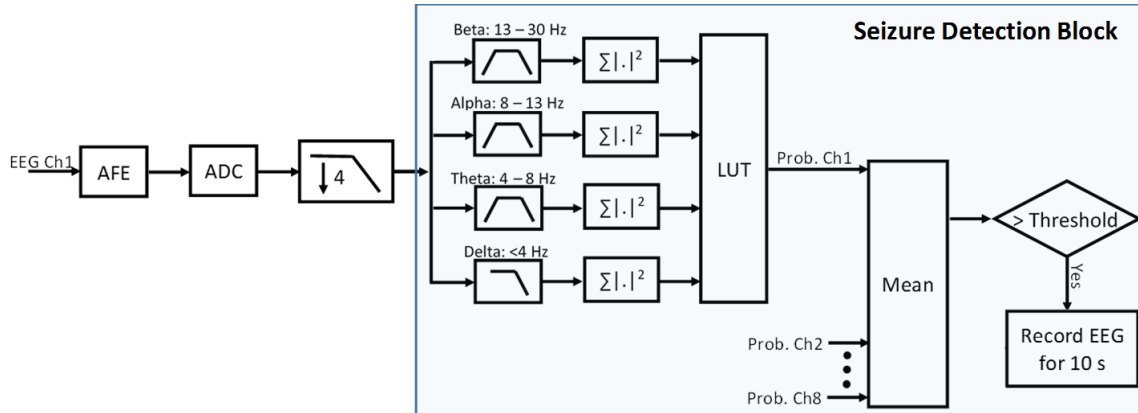 Seizure Detection Block
Beta: 13 – 30 Hz
∑|.|²
Alpha: 8 – 13 Hz
∑|.|²
EEG Ch1
AFE
ADC
↓ 4
Theta: 4 – 8 Hz
∑|.|²
Delta: <4 Hz
∑|.|²
LUT
Prob. Ch1
Prob. Ch2
Prob. Ch8
Mean
> Threshold
Yes
Record EEG
for 10 s